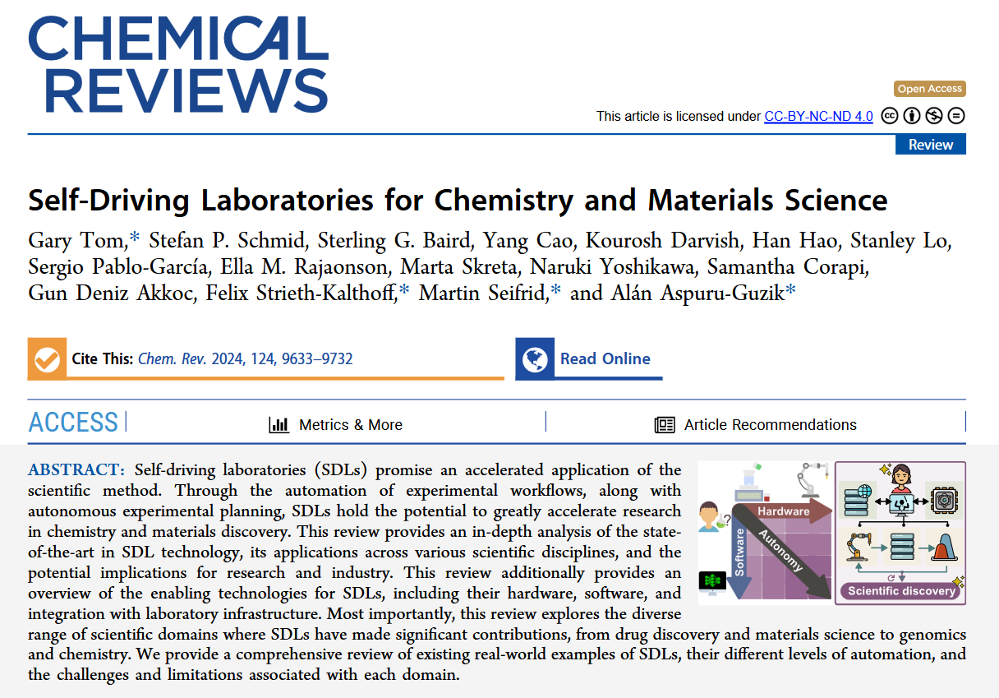 CHEMICAL
REVIEWS
Open Access
This article is licensed under CC-BY-NC-ND 4.0
Review
Self-Driving Laboratories for Chemistry and Materials Science
Gary Tom,* Stefan P. Schmid, Sterling G. Baird, Yang Cao, Kourosh Darvish, Han Hao, Stanley Lo,
Sergio Pablo-García, Ella M. Rajaonson, Marta Skreta, Naruki Yoshikawa, Samantha Corapi,
Gun Deniz Akkoc, Felix Strieth-Kalthoff,* Martin Seifrid,* and Alán Aspuru-Guzik*
Cite This: Chem. Rev. 2024, 124, 9633–9732
Read Online
ACCESS
Metrics & More
Article Recommendations
ABSTRACT: Self-driving laboratories (SDLs) promise an accelerated application of the
scientific method. Through the automation of experimental workflows, along with
autonomous experimental planning, SDLs hold the potential to greatly accelerate research
in chemistry and materials discovery. This review provides an in-depth analysis of the state-
of-the-art in SDL technology, its applications across various scientific disciplines, and the
potential implications for research and industry. This review additionally provides an
overview of the enabling technologies for SDLs, including their hardware, software, and
integration with laboratory infrastructure. Most importantly, this review explores the diverse
range of scientific domains where SDLs have made significant contributions, from drug discovery and materials science to genomics
and chemistry. We provide a comprehensive review of existing real-world examples of SDLs, their different levels of automation, and
the challenges and limitations associated with each domain.
?
Hardware
Software
Autonomy
Scientific discovery